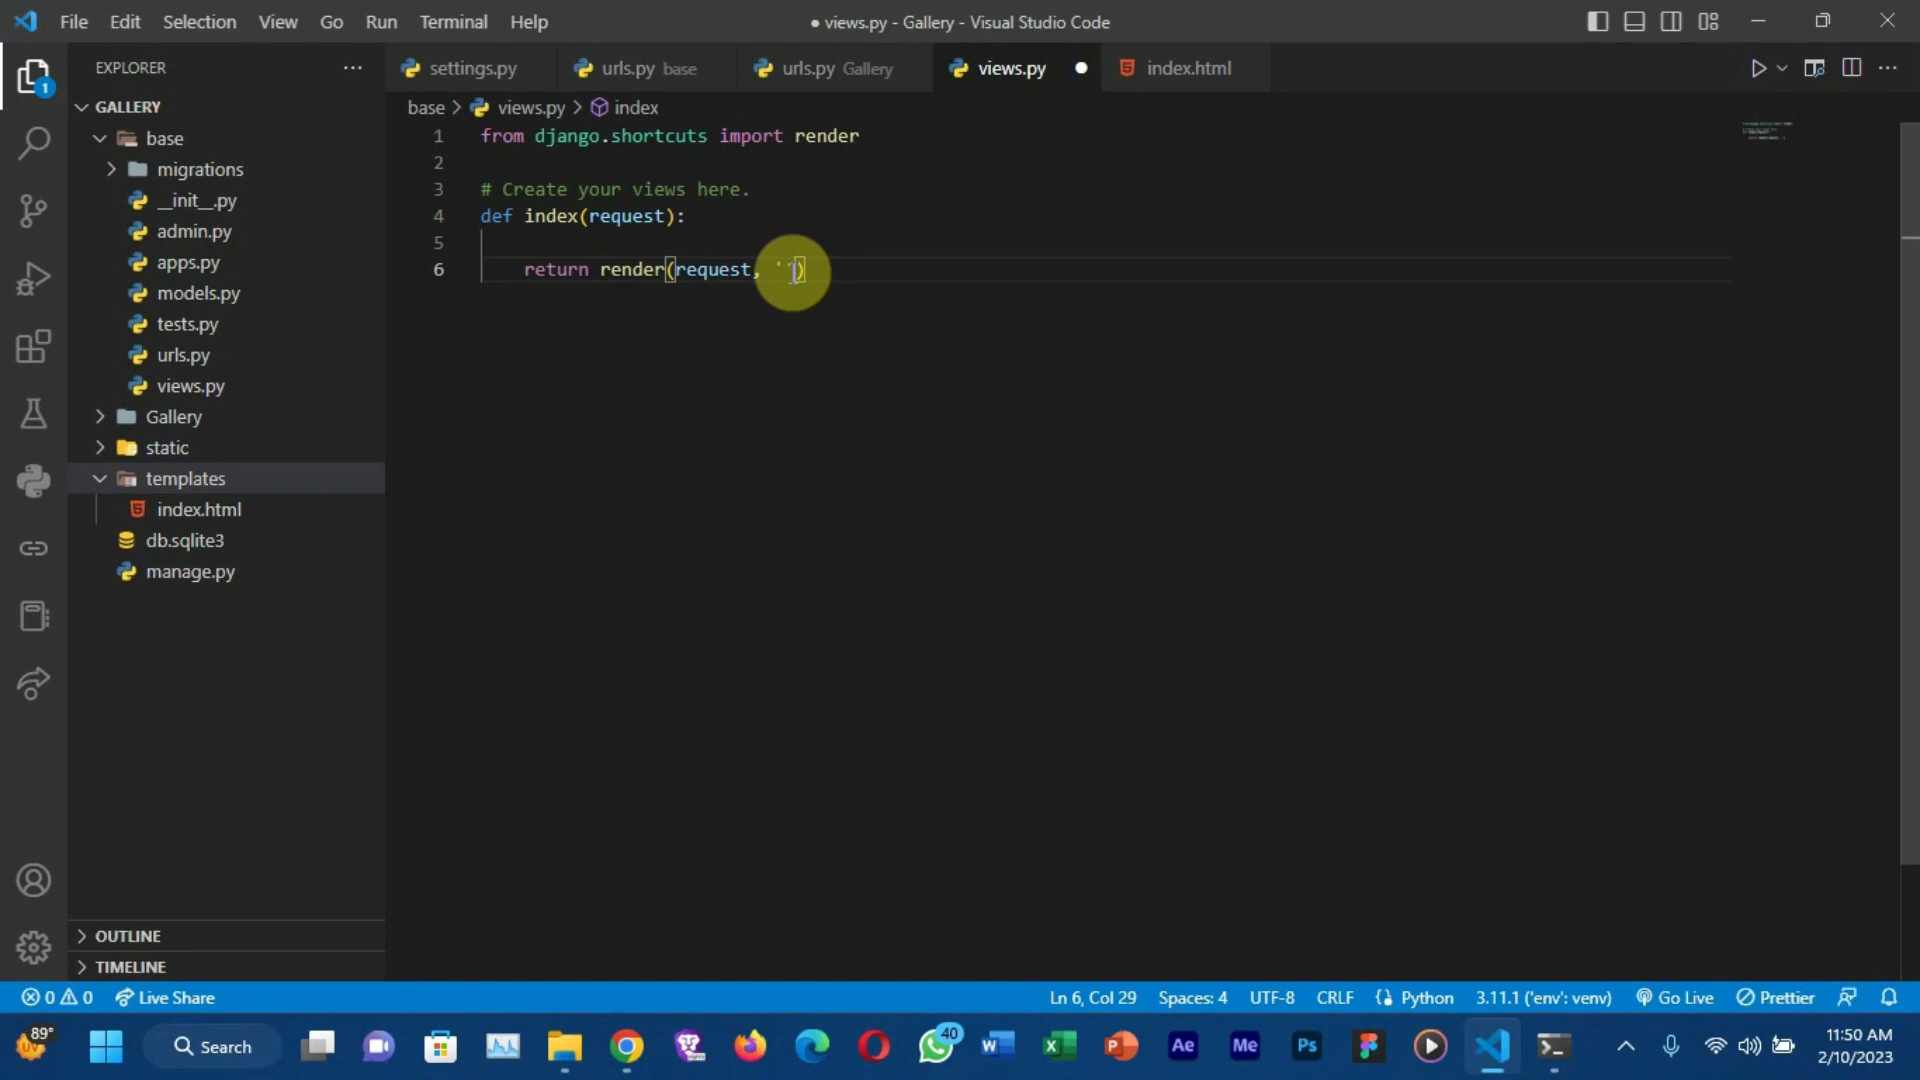 File Edit Selection View Go Run Terminal Help
● views.py - Gallery - Visual Studio Code
EXPLORER
settings.py
urls.py base
urls.py Gallery
views.py
index.html
1
GALLERY
base > views.py > index
base
migrations
__init__.py
admin.py
apps.py
models.py
tests.py
urls.py
views.py
Gallery
static
templates
index.html
db.sqlite3
manage.py
1 from django.shortcuts import render
2
3 # Create your views here.
4 def index(request):
5
6 return render(request, '')
OUTLINE
TIMELINE
0 0 Live Share
Ln 6, Col 29 Spaces: 4 UTF-8 CRLF Python 3.11.1 ('env': venv) Go Live Prettier
89°
Search
40
Ae
Me
Ps
11:50 AM
2/10/2023